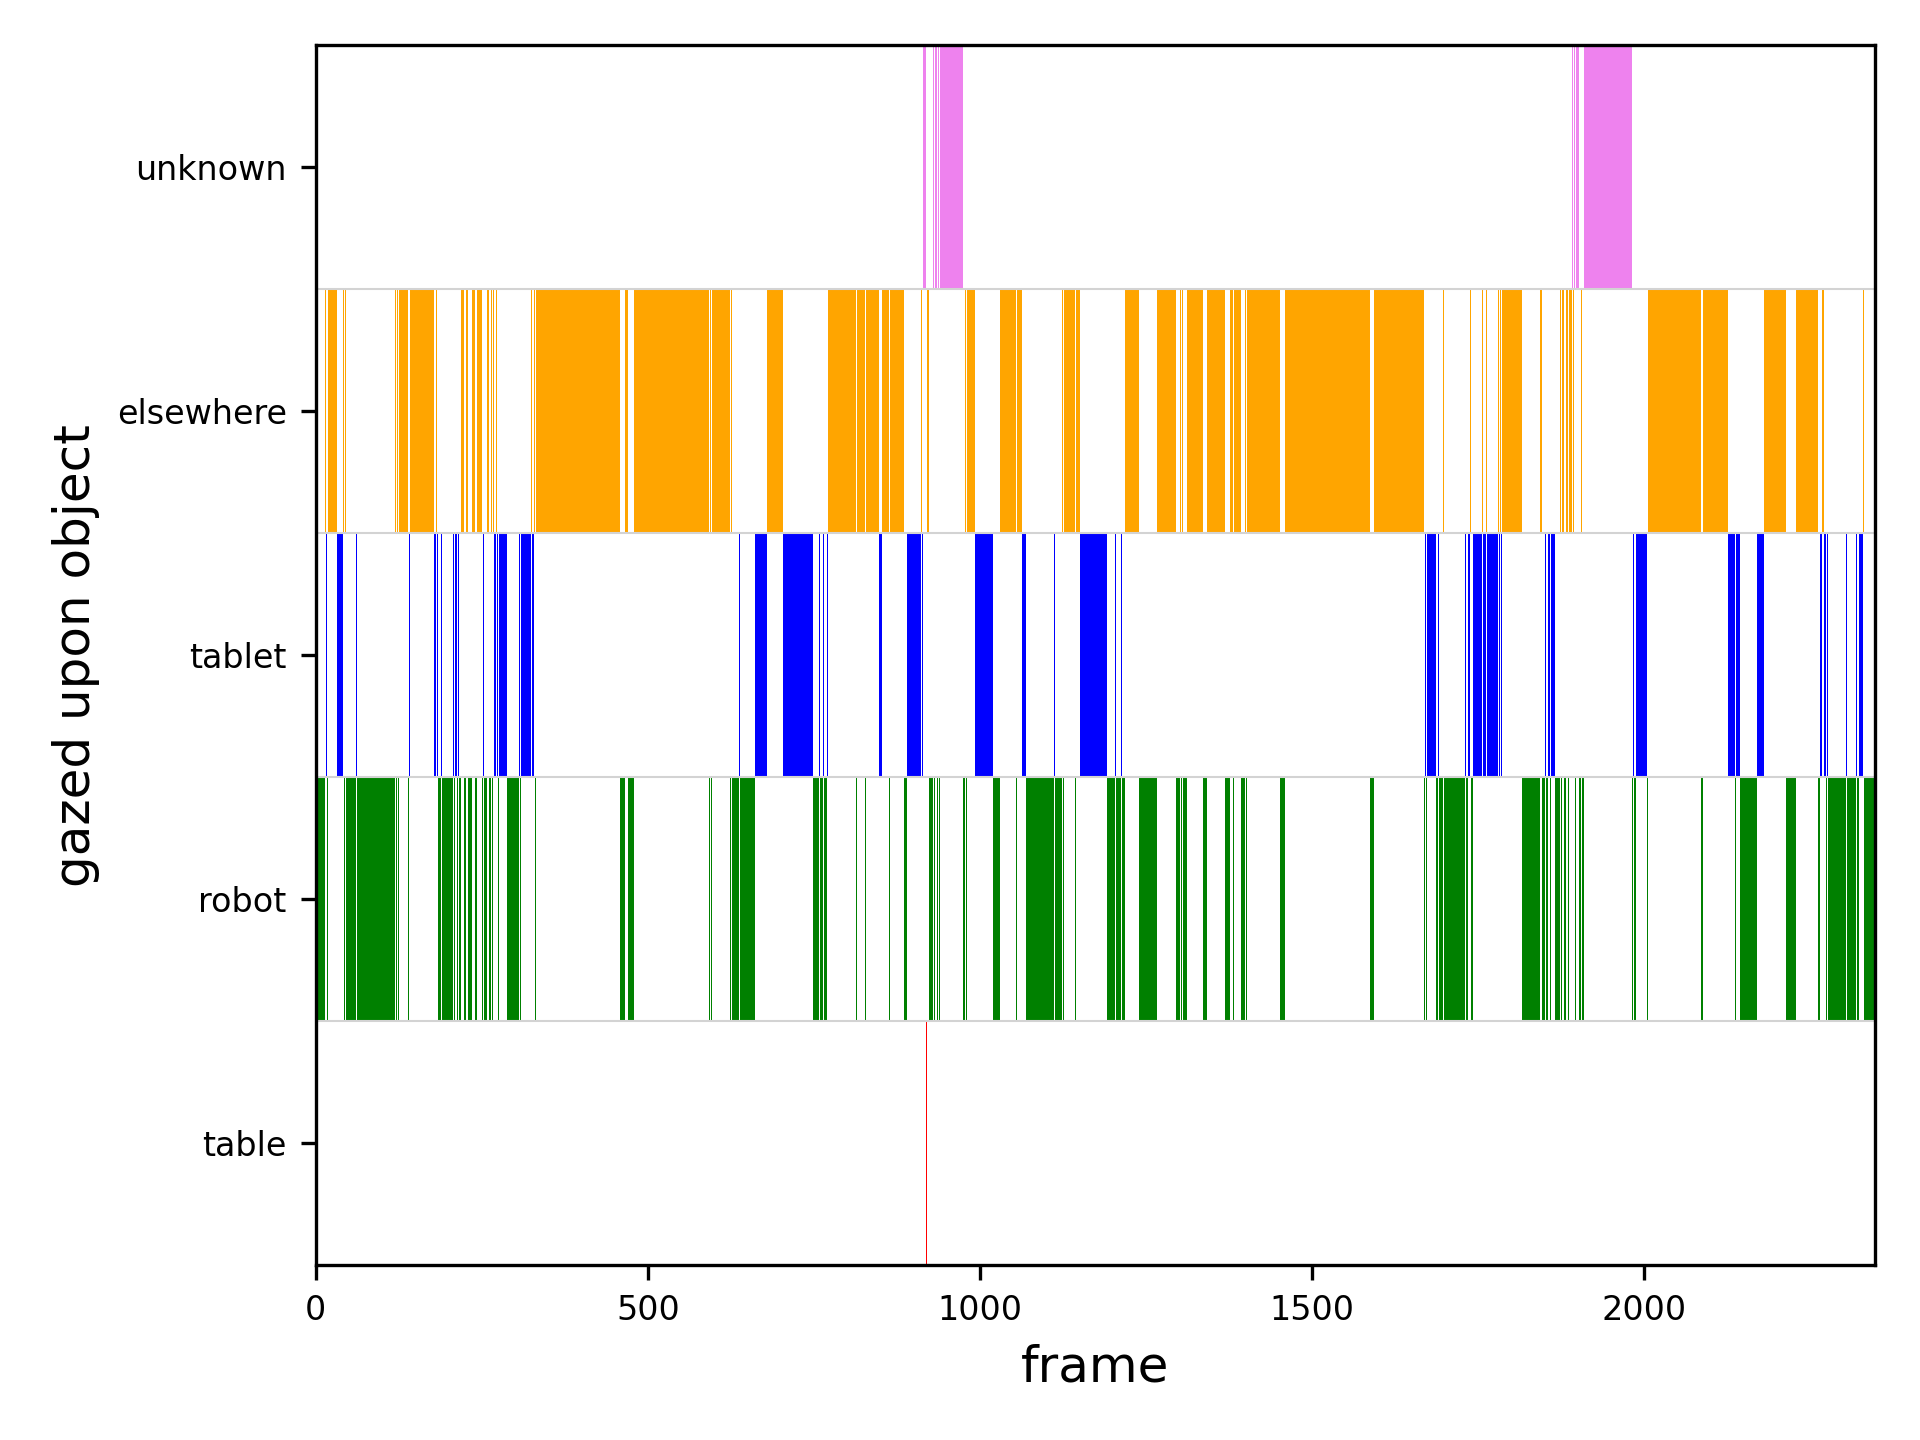 unknown
elsewhere
tablet
robot
table
gazed upon object
0 500 1000 1500 2000
frame